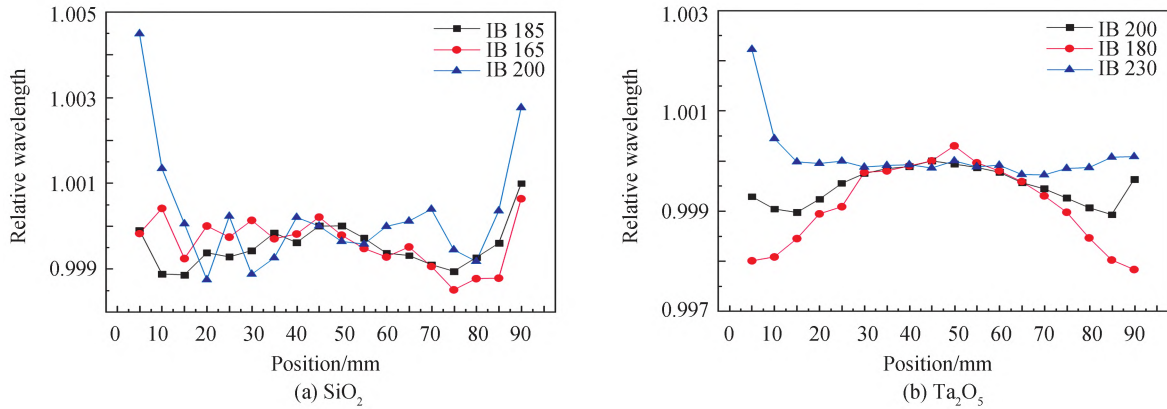 1.005
1.003
1.001
0.999
Relative wavelength
IB 185
IB 165
IB 200
0 10 20 30 40 50 60 70 80 90
Position/mm
(a) SiO₂
1.003
1.001
0.999
0.997
Relative wavelength
IB 200
IB 180
IB 230
0 10 20 30 40 50 60 70 80 90
Position/mm
(b) Ta₂O₅